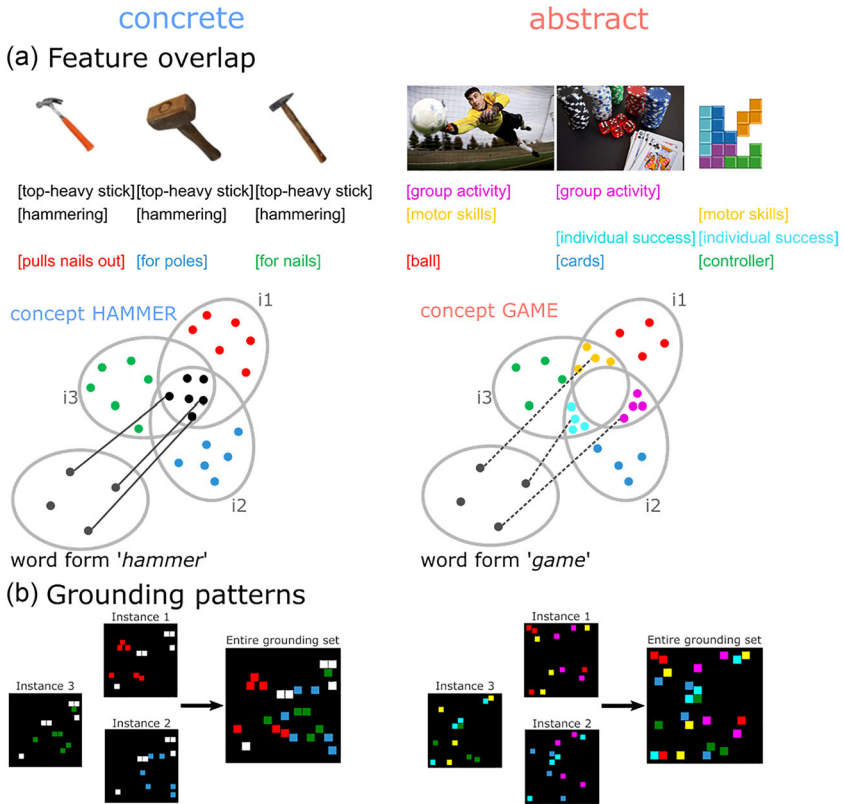 concrete
abstract
(a) Feature overlap
[top-heavy stick] [top-heavy stick] [top-heavy stick]
[hammering] [hammering] [hammering]
[pulls nails out] [for poles] [for nails]
[group activity] [group activity]
[motor skills] [motor skills]
[individual success] [individual success]
[ball] [cards] [controller]
concept HAMMER
i1
i3
i2
word form 'hammer'
concept GAME
i1
i3
i2
word form 'game'
(b) Grounding patterns
Instance 1
Entire grounding set
Instance 3
Instance 2
Instance 1
Entire grounding set
Instance 3
Instance 2